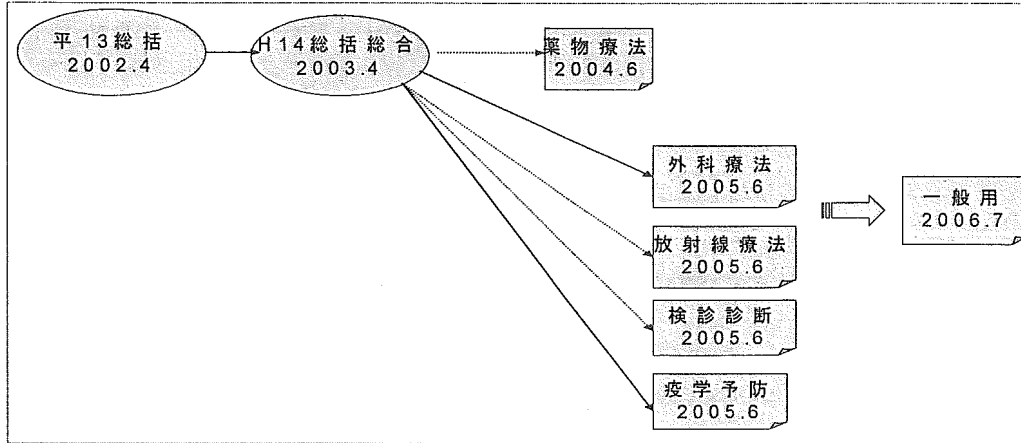 平13総括
2002.4
H14総括総合
2003.4
薬物療法
2004.6
外科療法
2005.6
放射線療法
2005.6
検診診断
2005.6
疫学予防
2005.6
一般用
2006.7